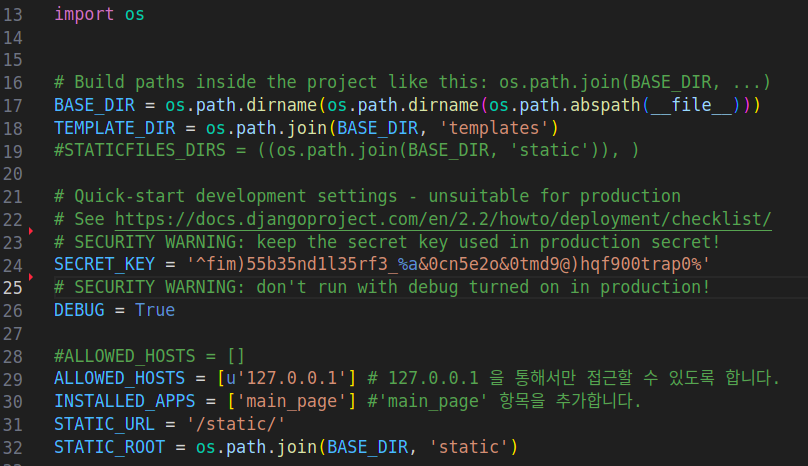 13 import os
14
15
16 # Build paths inside the project like this: os.path.join(BASE_DIR, ...)
17 BASE_DIR = os.path.dirname(os.path.dirname(os.path.abspath(__file__)))
18 TEMPLATE_DIR = os.path.join(BASE_DIR, 'templates')
19 #STATICFILES_DIRS = ((os.path.join(BASE_DIR, 'static')), )
20
21 # Quick-start development settings - unsuitable for production
22 # See https://docs.djangoproject.com/en/2.2/howto/deployment/checklist/
23 # SECURITY WARNING: keep the secret key used in production secret!
24 SECRET_KEY = '^fim)55b35nd1l35rf3_%a&0cn5e2o&0tmd9@)hqf900trap0%'
25 # SECURITY WARNING: don't run with debug turned on in production!
26 DEBUG = True
27
28 #ALLOWED_HOSTS = []
29 ALLOWED_HOSTS = [u'127.0.0.1'] # 127.0.0.1 을 통해서만 접근할 수 있도록 합니다.
30 INSTALLED_APPS = ['main_page'] #'main_page' 항목을 추가합니다.
31 STATIC_URL = '/static/'
32 STATIC_ROOT = os.path.join(BASE_DIR, 'static')